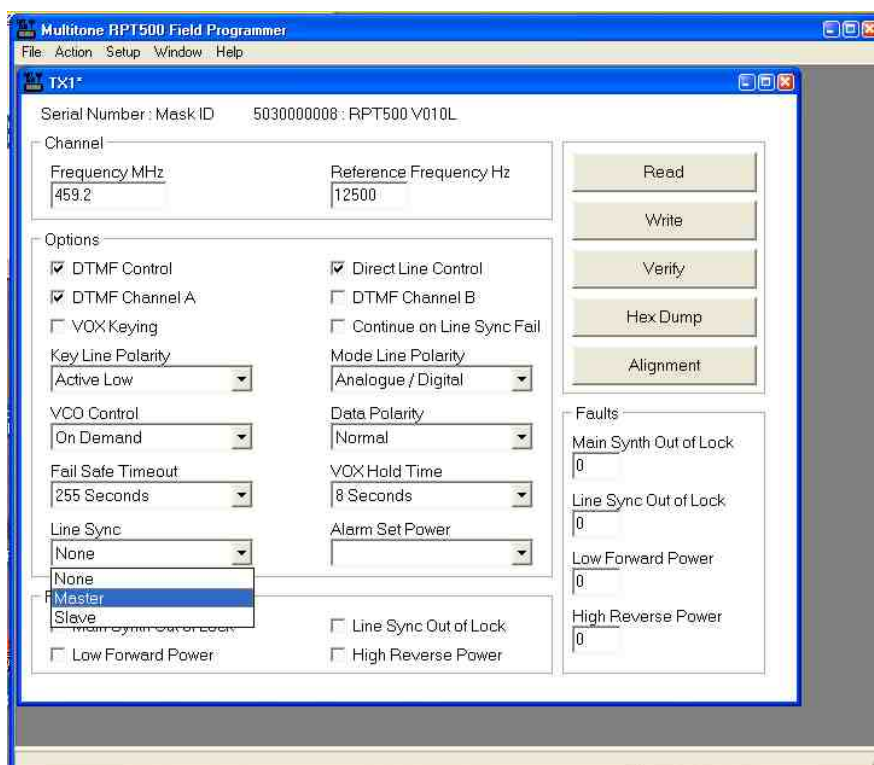 Multitone RPT500 Field Programmer
File Action Setup Window Help
TX1*
Serial Number : Mask ID 5030000008 : RPT500 V010L
Channel
Frequency MHz
459.2
Reference Frequency Hz
12500
Options
DTMF Control
Direct Line Control
DTMF Channel A
DTMF Channel B
VOX Keying
Continue on Line Sync Fail
Key Line Polarity
Active Low
Mode Line Polarity
Analogue / Digital
VCO Control
On Demand
Data Polarity
Normal
Fail Safe Timeout
255 Seconds
VOX Hold Time
8 Seconds
Line Sync
None
Alarm Set Power
None
Master
Slave
Line Sync Out of Lock
Low Forward Power
High Reverse Power
Read
Write
Verify
Hex Dump
Alignment
Faults
Main Synth Out of Lock
0
Line Sync Out of Lock
0
Low Forward Power
0
High Reverse Power
0